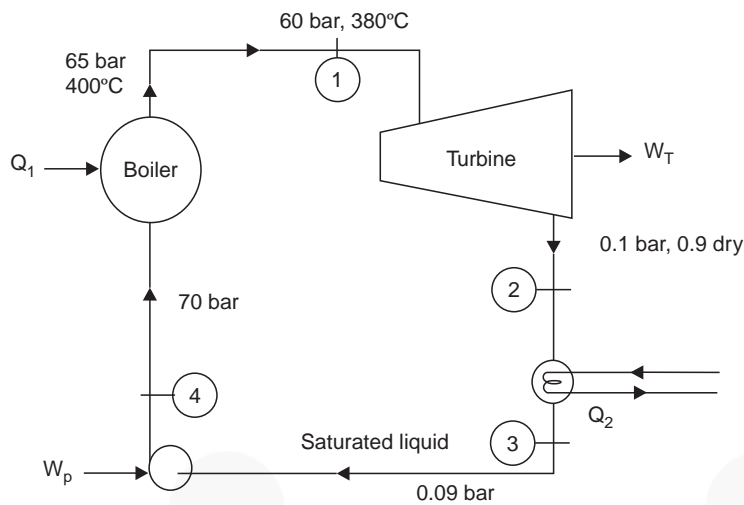 60 bar, 380ºC
65 bar
400ºC
1
Q1
Boiler
Turbine
WT
0.1 bar, 0.9 dry
2
70 bar
4
Q2
Saturated liquid
3
Wp
0.09 bar